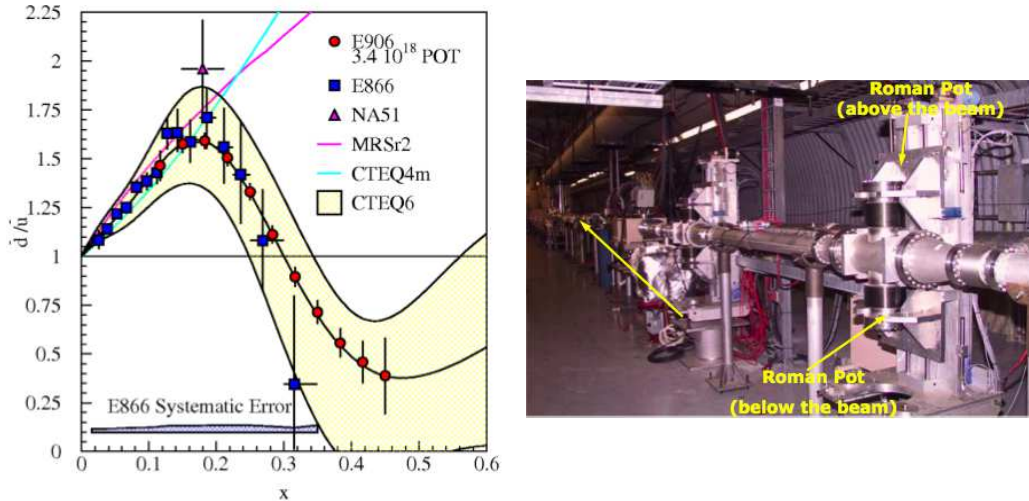 2.25
2
1.75
1.5
1.25
1
0.75
0.5
0.25
0
0
0.1
0.2
0.3
0.4
0.5
0.6
d̄/ū
x
E906
3.4 10¹⁸ POT
E866
NA51
MRSr2
CTEQ4m
CTEQ6
E866 Systematic Error
Roman Pot
(above the beam)
Roman Pot
(below the beam)